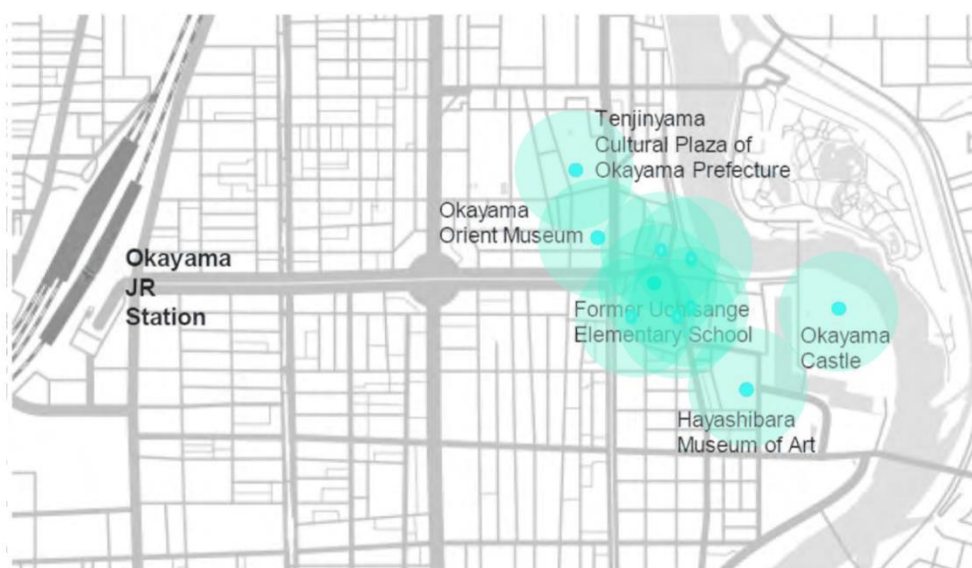 Tenjinyama
Cultural Plaza of
Okayama Prefecture
Okayama
Orient Museum
Okayama
JR
Station
Former Uchisange
Elementary School
Okayama
Castle
Hayashibara
Museum of Art